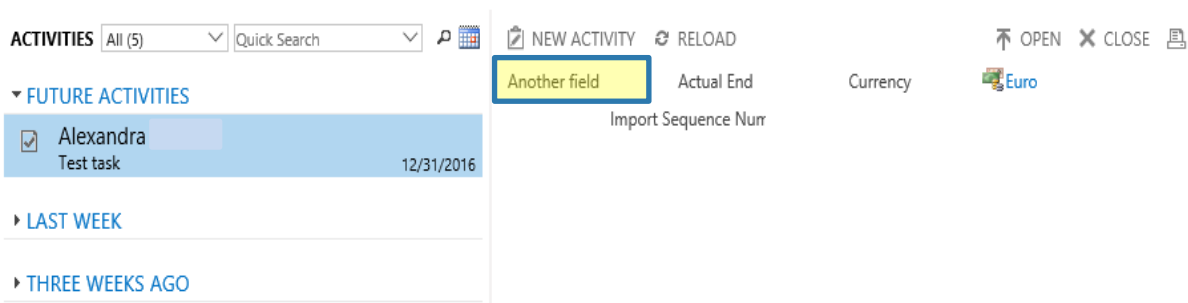 ACTIVITIES All (5) Quick Search
FUTURE ACTIVITIES
Alexandra
Test task 12/31/2016
LAST WEEK
THREE WEEKS AGO
NEW ACTIVITY RELOAD OPEN CLOSE
Another field Actual End Currency Euro
Import Sequence Num